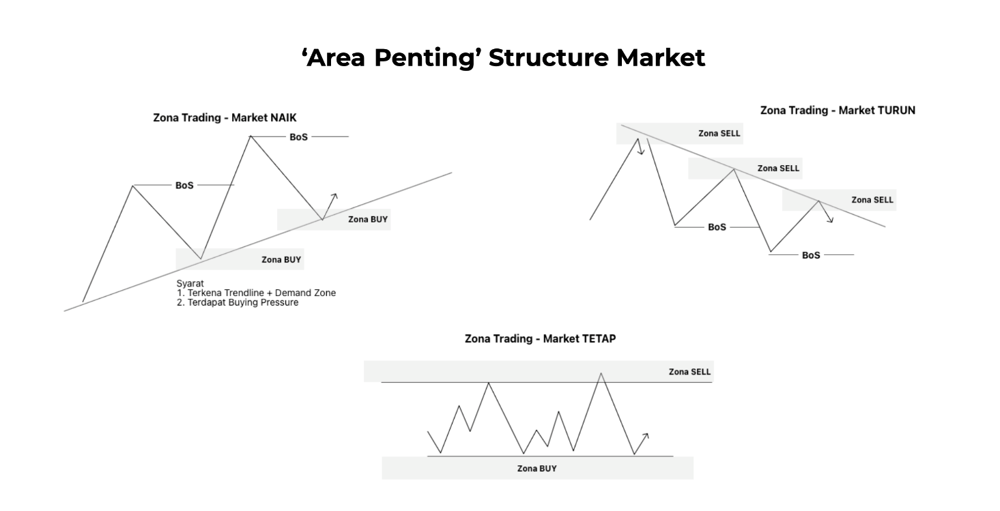 ‘Area Penting’ Structure Market
Zona Trading - Market NAIK
BoS
BoS
Zona BUY
Zona BUY
Syarat
1. Terkena Trendline + Demand Zone
2. Terdapat Buying Pressure
Zona Trading - Market TURUN
Zona SELL
Zona SELL
Zona SELL
BoS
BoS
Zona Trading - Market TETAP
Zona SELL
Zona BUY